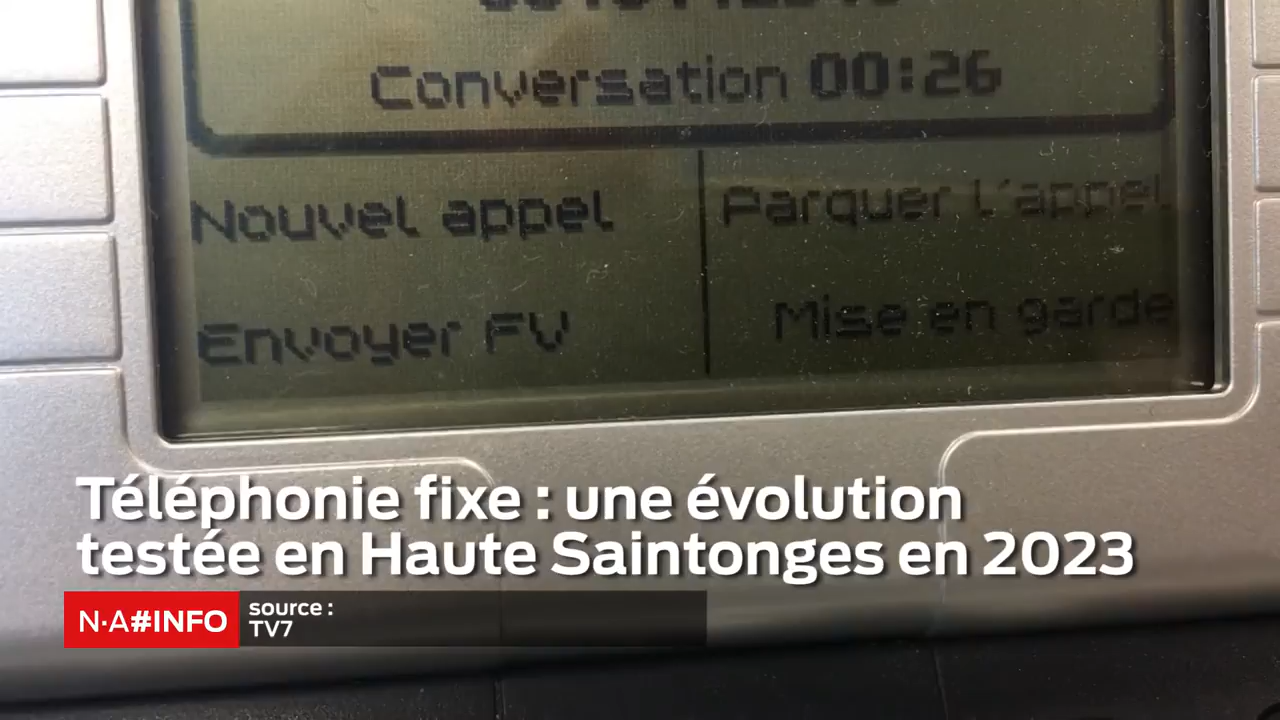 Conversation 00:26
Nouvel appel
Parquer l'appel
Envoyer FV
Mise en garde
Téléphonie fixe : une évolution
testée en Haute Saintonges en 2023
N·A#INFO
source :
TV7